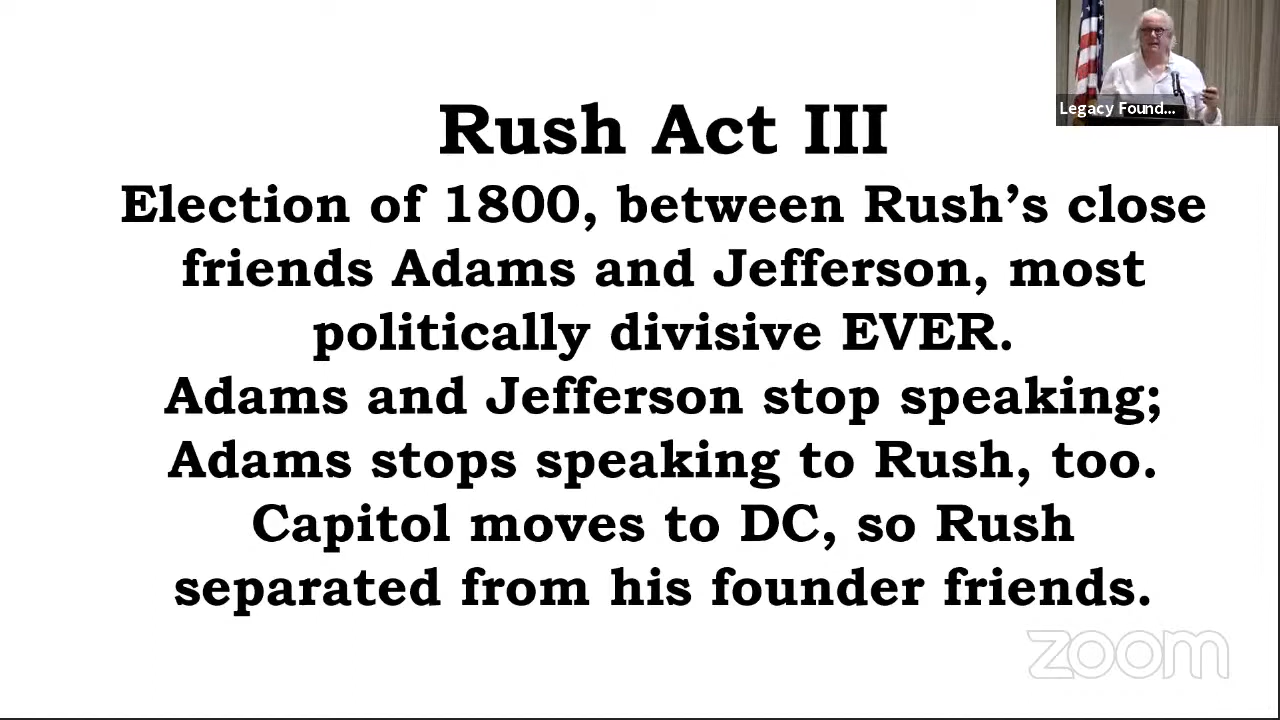 Legacy Found...
Rush Act III
Election of 1800, between Rush’s close
friends Adams and Jefferson, most
politically divisive EVER.
Adams and Jefferson stop speaking;
Adams stops speaking to Rush, too.
Capitol moves to DC, so Rush
separated from his founder friends.
zoom